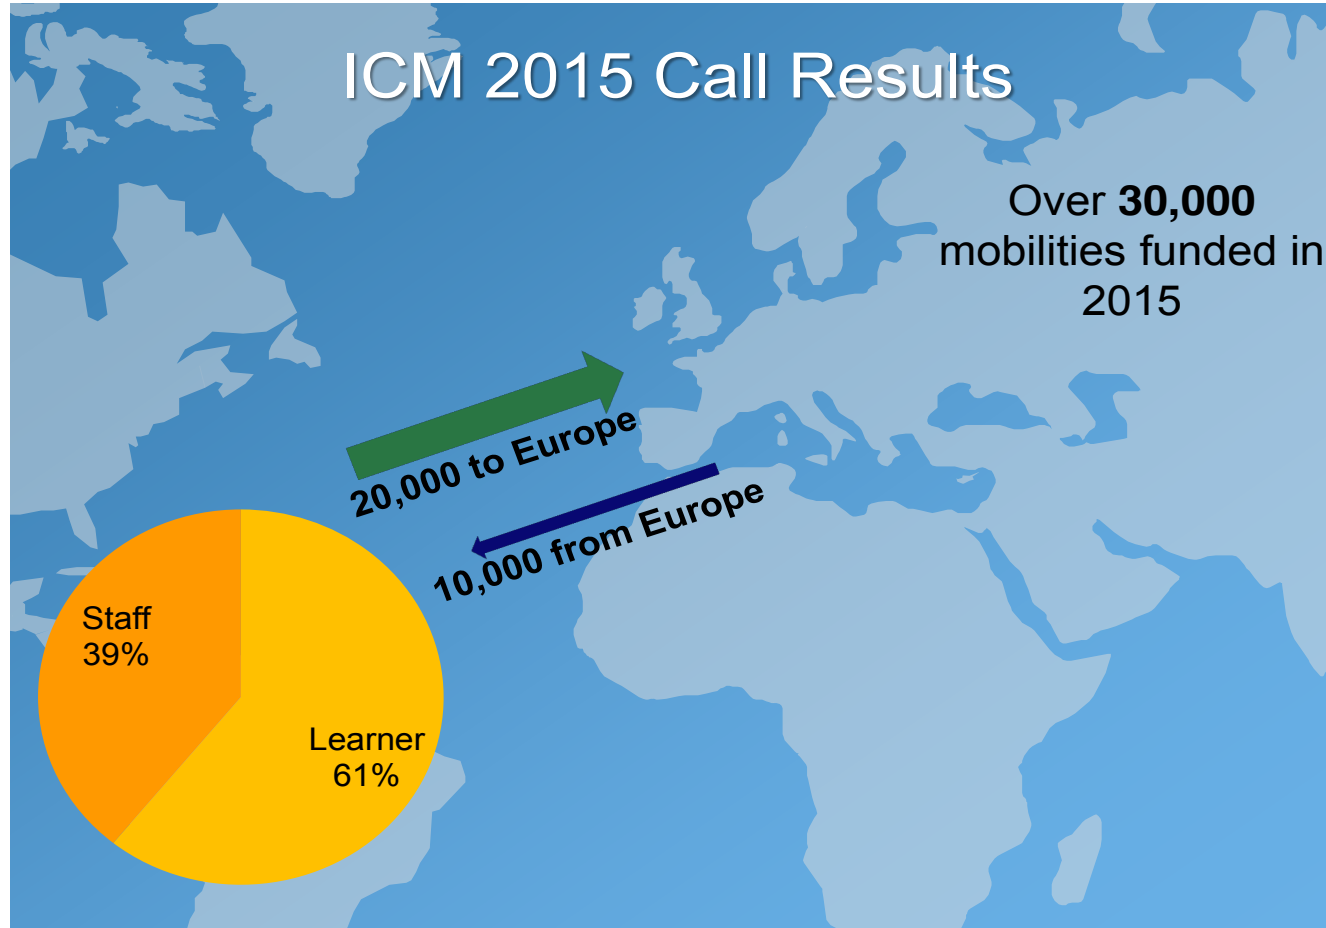 ICM 2015 Call Results
Over 30,000
mobilities funded in
2015
20,000 to Europe
10,000 from Europe
Staff
39%
Learner
61%